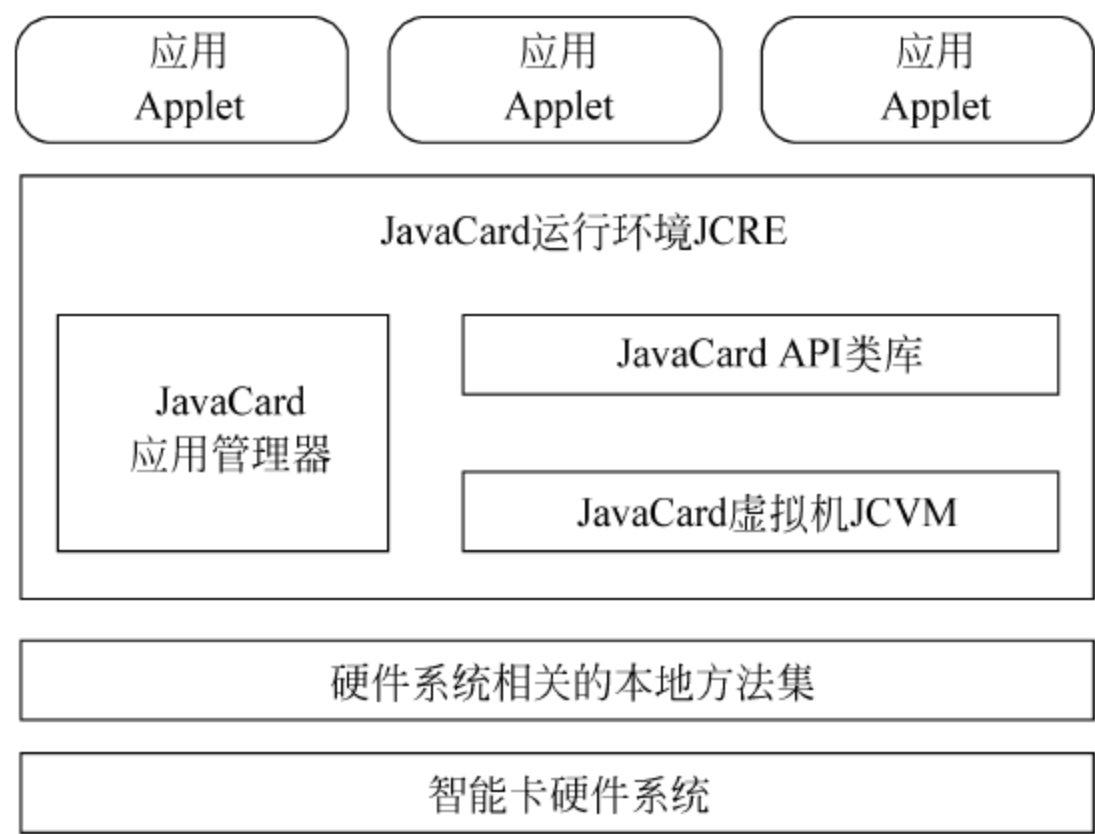 应用
Applet
应用
Applet
应用
Applet
JavaCard运行环境JCRE
JavaCard
应用管理器
JavaCard API类库
JavaCard虚拟机JCVM
硬件系统相关的本地方法集
智能卡硬件系统